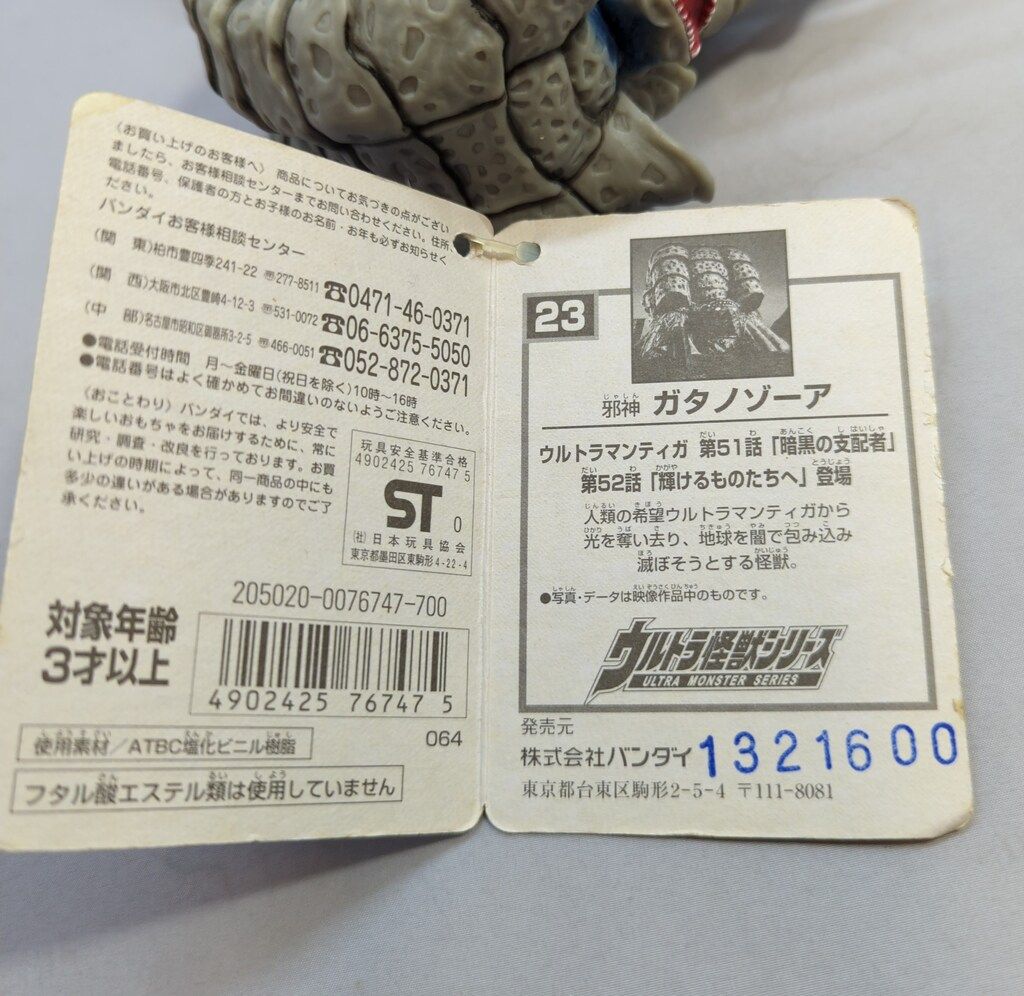 〈お買い上げのお客様へ〉 商品についてお気づきの点がござい
ましたら、お客様相談センターまでお問い合わせください。住所、
電話番号、保護者の方とお子様のお名前・お年も必ずお知らせく
ださい。
バンダイお客様相談センター
(関 東)柏市豊四季241-22 〒277-8511 ☎0471-46-0371
(関 西)大阪市北区豊崎4-12-3 〒531-0072 ☎06-6375-5050
(中 部)名古屋市昭和区御器所3-2-5 〒466-0051 ☎052-872-0371
●電話受付時間 月～金曜日(祝日を除く)10時～16時
●電話番号はよく確かめてお間違いのないようご注意ください。
〈おことわり〉バンダイでは、より安全で
楽しいおもちゃをお届けするために、常に
研究・調査・改良を行っております。お買
い上げの時期によって、同一商品の中にも
多少の違いがある場合がありますのでご了
承ください。
玩具安全基準合格
4902425 76747 5
ST 0
(社)日本玩具協会
東京都墨田区東駒形4-22-4
対象年齢
3才以上
205020-0076747-700
4902425 76747 5
使用素材/ATBC塩化ビニル樹脂
064
フタル酸エステル類は使用していません
23
邪神 ガタノゾーア
ウルトラマンティガ 第51話「暗黒の支配者」
第52話「輝けるものたちへ」登場
人類の希望ウルトラマンティガから
光を奪い去り、地球を闇で包み込み
滅ぼそうとする怪獣。
●写真・データは映像作品中のものです。
ウルトラ怪獣シリーズ
ULTRA MONSTER SERIES
発売元
株式会社バンダイ 1321600
東京都台東区駒形2-5-4 〒111-8081